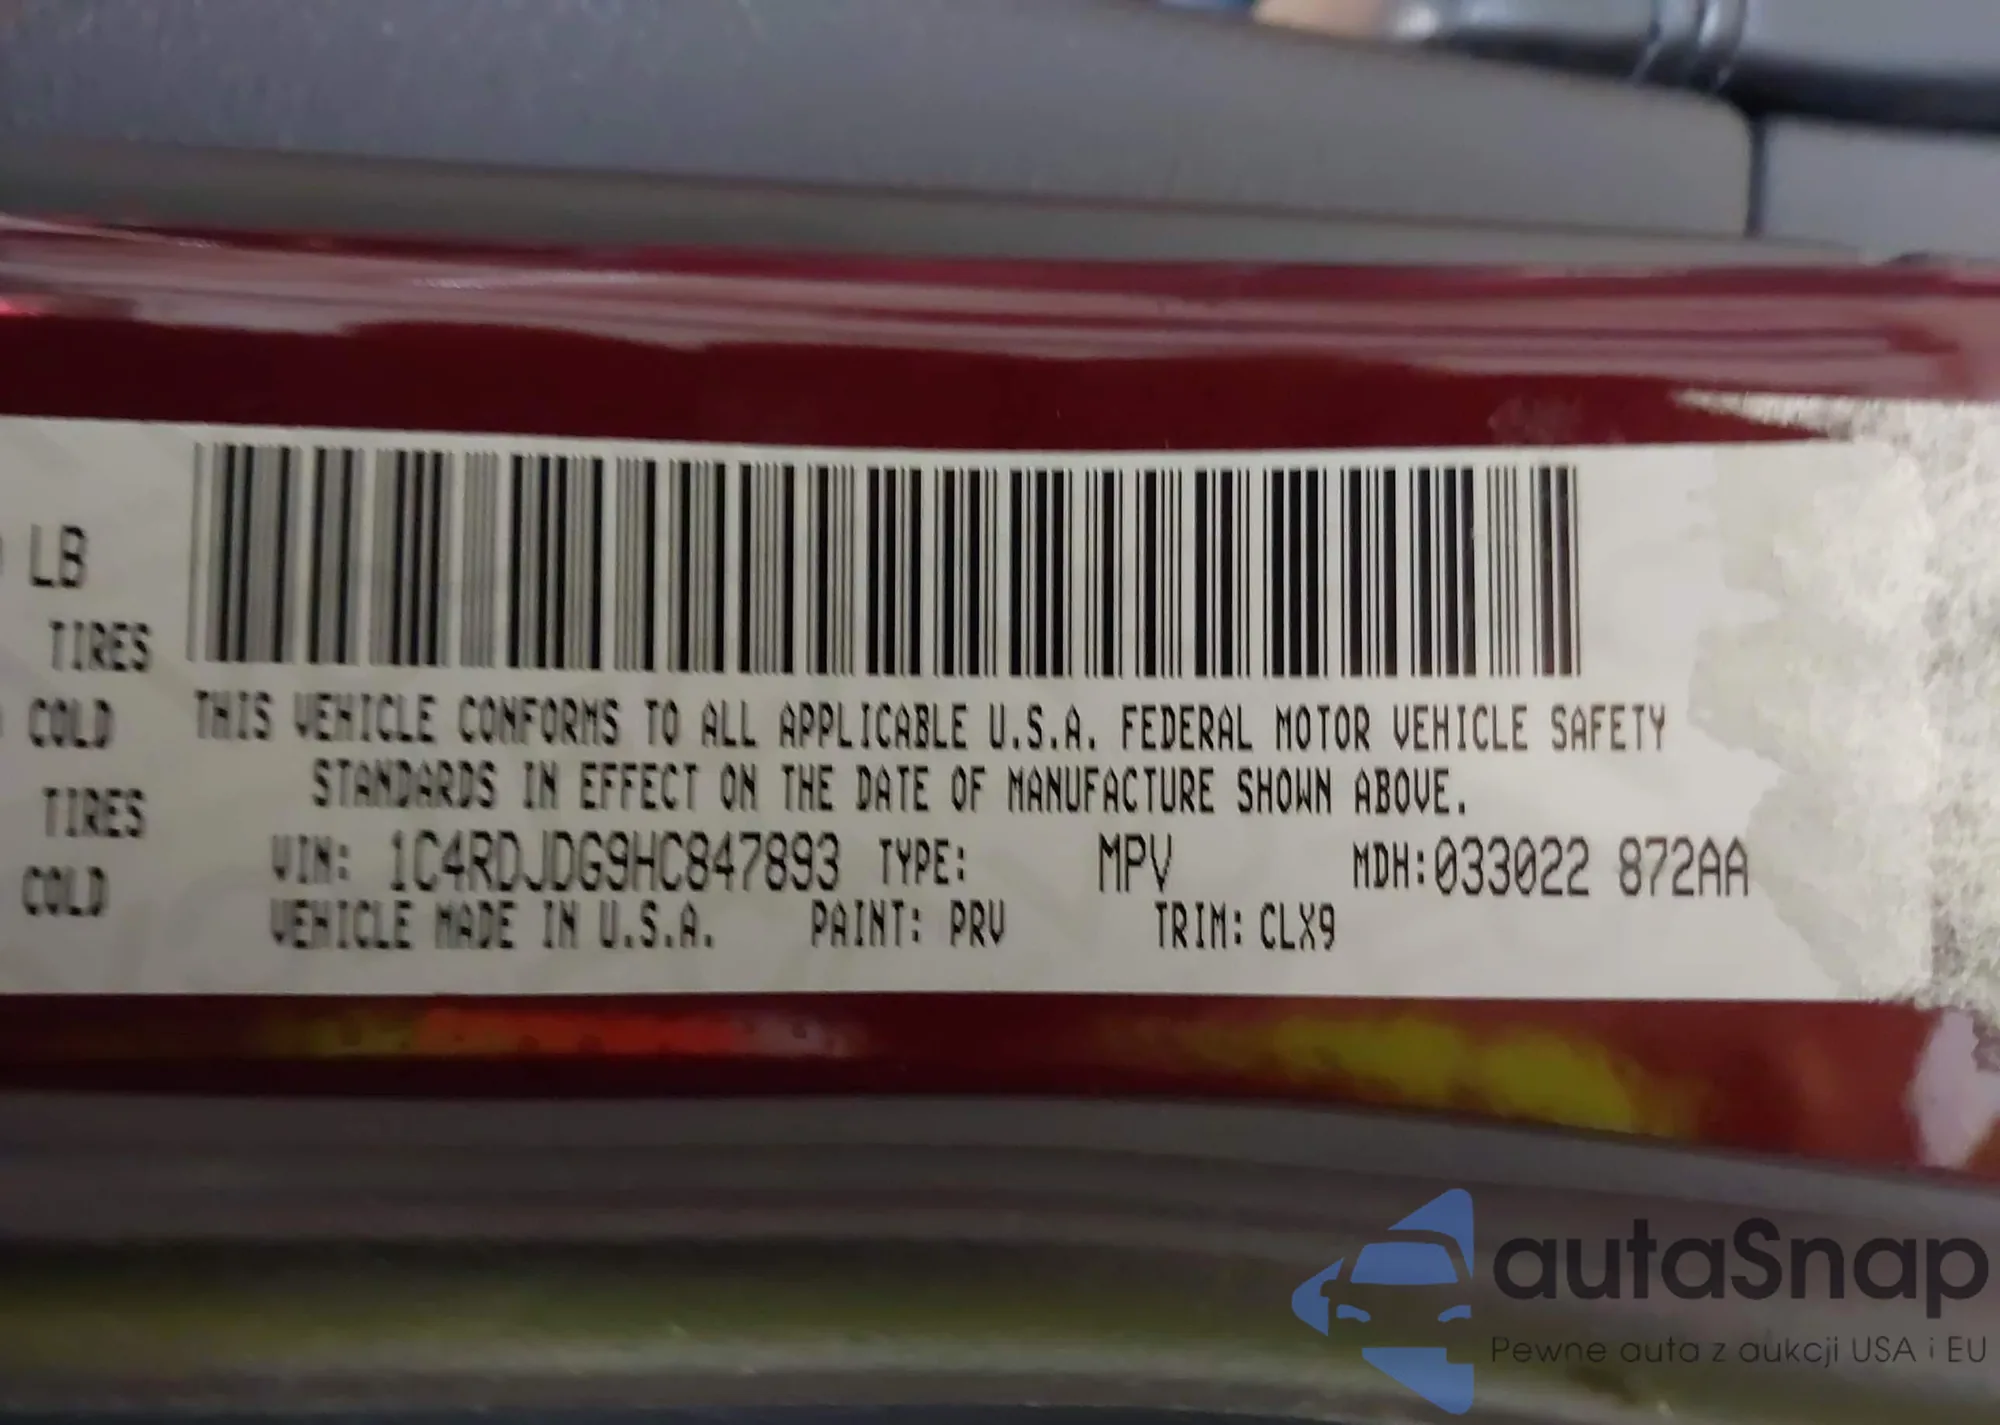 LB
TIRES
COLD
TIRES
COLD
THIS VEHICLE CONFORMS TO ALL APPLICABLE U.S.A. FEDERAL MOTOR VEHICLE SAFETY
STANDARDS IN EFFECT ON THE DATE OF MANUFACTURE SHOWN ABOVE.
VIN: 1C4RDJDG9HC847893 TYPE: MPV MDH:033022 872AA
VEHICLE MADE IN U.S.A. PAINT: PRV TRIM: CLX9
autaSnap
Pewne auta z aukcji USA i EU